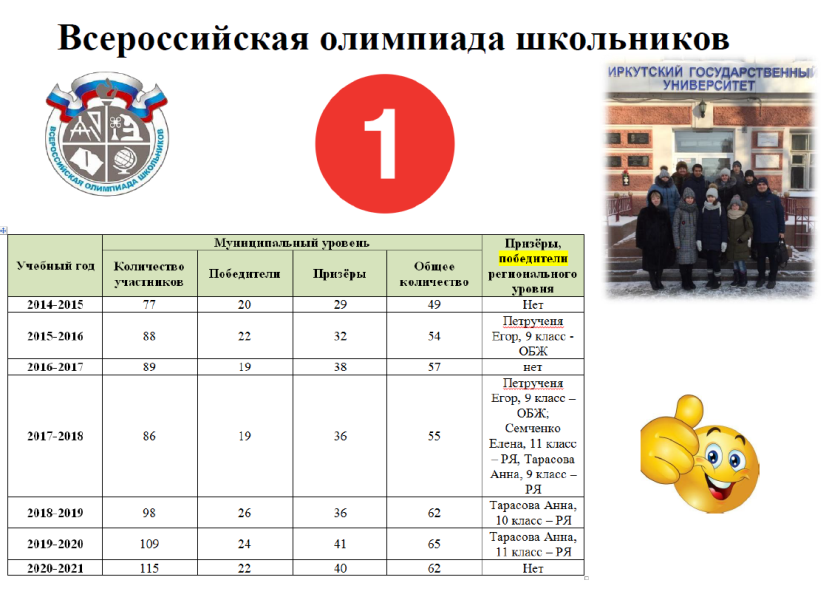 Всероссийская олимпиада школьников
ВСЕРОССИЙСКАЯ ОЛИМПИАДА ШКОЛЬНИКОВ
1
ИРКУТСКИЙ ГОСУДАРСТВЕННЫЙ
УНИВЕРСИТЕТ
Учебный год
Муниципальный уровень
Количество
участников
Победители
Призёры
Общее
количество
Призёры,
победители
регионального
уровня
2014-2015 77 20 29 49 Нет
2015-2016 88 22 32 54 Петрученя
Егор, 9 класс -
ОБЖ
2016-2017 89 19 38 57 нет
2017-2018 86 19 36 55 Петрученя
Егор, 9 класс –
ОБЖ;
Семченко
Елена, 11 класс
– РЯ, Тарасова
Анна, 9 класс –
РЯ
2018-2019 98 26 36 62 Тарасова Анна,
10 класс – РЯ
2019-2020 109 24 41 65 Тарасова Анна,
11 класс – РЯ
2020-2021 115 22 40 62 Нет